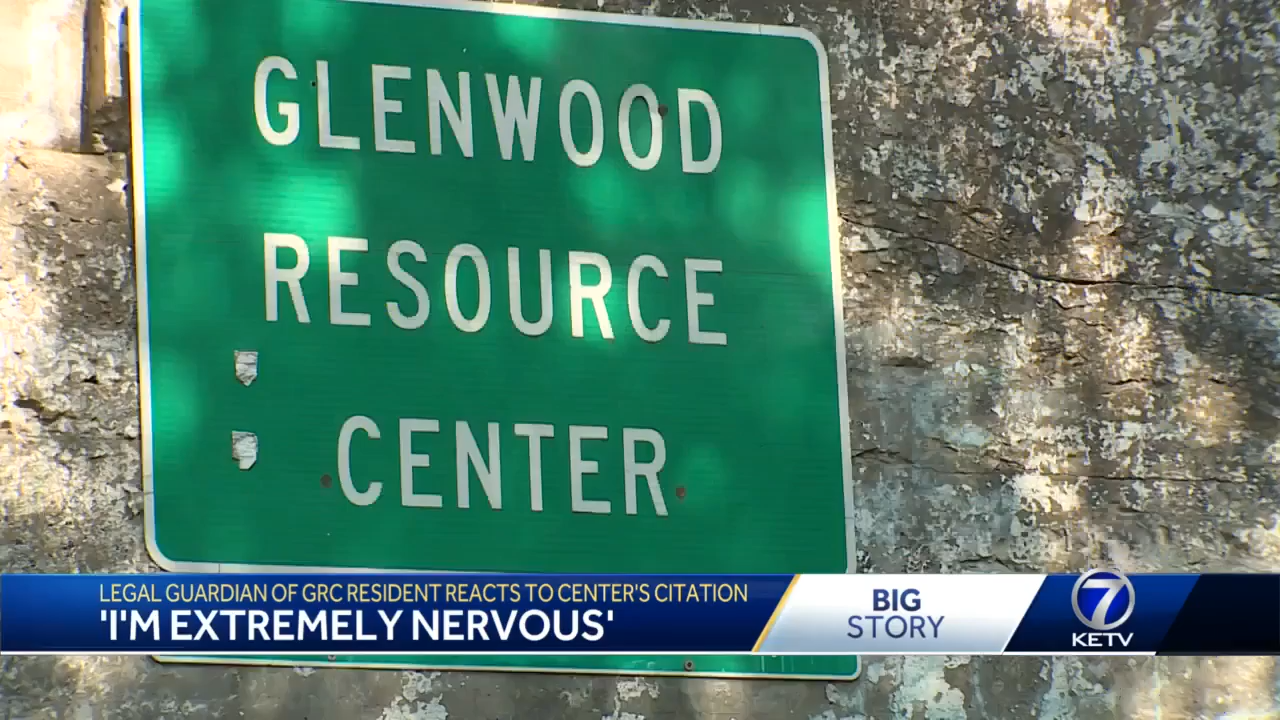 GLENWOOD
RESOURCE
CENTER
LEGAL GUARDIAN OF GRC RESIDENT REACTS TO CENTER'S CITATION
'I'M EXTREMELY NERVOUS'
BIG
STORY
7
KETV